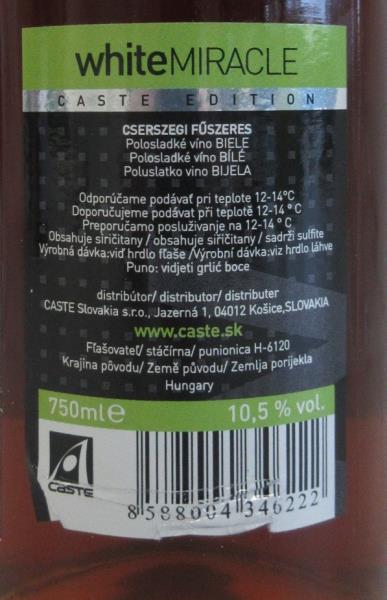 whiteMIRACLE
CASTE EDITION
CSERSZEGI FŰSZERES
Polosladké víno BIELE
Polosladké víno BÍLÉ
Poluslatko vino BIJELA
Odporúčame podávať pri teplote 12-14°C
Doporučujeme podávat při teplotě 12-14 ° C
Preporučamo posluživanje na 12-14 ° C
Obsahuje siričitany/ obsahuje siřičitany / sadrži sulfite
Výrobná dávka:viď hrdlo fľaše /Výrobní dávka:viz hrdlo láhve
Puno: vidjeti grlić boce
distribútor/ distributor/ distributer
CASTE Slovakia s.r.o., Jazerná 1, 04012 Košice,SLOVAKIA
www.caste.sk
Fľašovateľ/ stáčírna/ punionica H-6120
Krajina pôvodu/ Země původu/ Zemlja porijekla
Hungary
750ml℮ 10,5 % vol.
CASTE
8 588004 346222